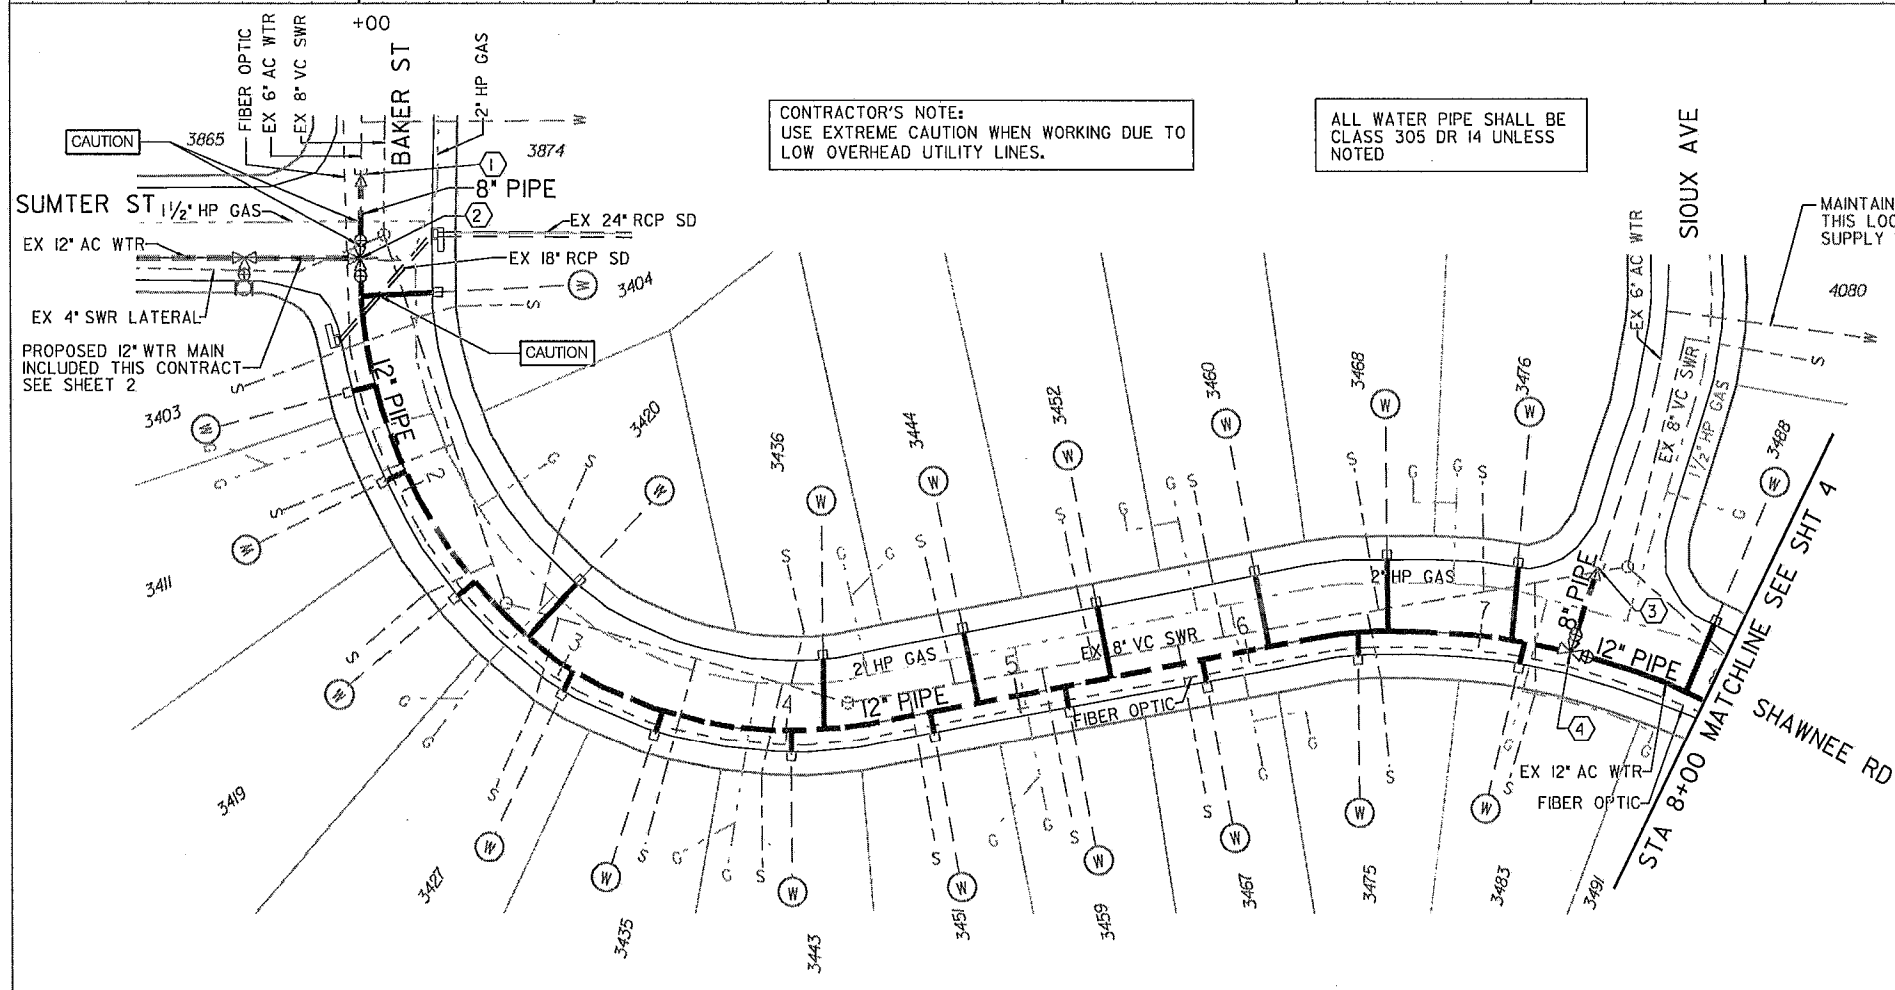 +00
FIBER OPTIC
EX 6" AC WTR
EX 8" VC SWR
BAKER ST
2" HP GAS
W
CAUTION
3865
3874
1
8" PIPE
2
SUMTER ST
1 1/2" HP GAS
EX 24" RCP SD
EX 12" AC WTR
EX 18" RCP SD
W
3404
S
EX 4" SWR LATERAL
PROPOSED 12" WTR MAIN
INCLUDED THIS CONTRACT
SEE SHEET 2
CAUTION
CONTRACTOR'S NOTE:
USE EXTREME CAUTION WHEN WORKING DUE TO
LOW OVERHEAD UTILITY LINES.
ALL WATER PIPE SHALL BE
CLASS 305 DR 14 UNLESS
NOTED
SIOUX AVE
MAINTAIN
THIS LOC
SUPPLY
EX 6" AC WTR
4080
W
S
EX 8" VC SWR
1 1/2" HP GAS
12" PIPE
S
3403
W
G
G
2
S
W
3411
3420
W
G
S
3436
W
3444
W
3452
W
3460
W
3468
W
3476
W
3488
W
G
S
G
G
S
S
G
G
S
S
G
G
S
STA 8+00 MATCHLINE SEE SHT 4
3
4
5
6
7
2" HP GAS
EX 8" VC SWR
2" HP GAS
12" PIPE
FIBER OPTIC
8" PIPE
3
12" PIPE
4
SHAWNEE RD
EX 12" AC WTR
FIBER OPTIC
S
W
G
G
S
W
S
G
W
G
S
W
S
W
G
G
S
W
S
W
G
G
W
S
W
G
S
G
3419
3427
3435
3443
3451
3459
3467
3475
3483
3491